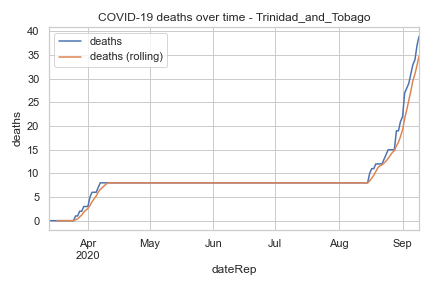 COVID-19 deaths over time - Trinidad_and_Tobago
deaths
deaths (rolling)
40
35
30
25
20
15
10
5
0
deaths
Apr
2020
May
Jun
Jul
Aug
Sep
dateRep